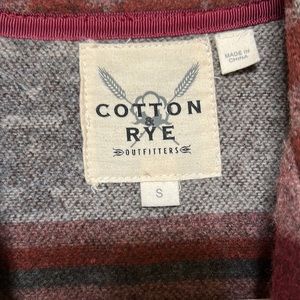 MADE IN
CHINA
COTTON
&
RYE
OUTFITTERS
S